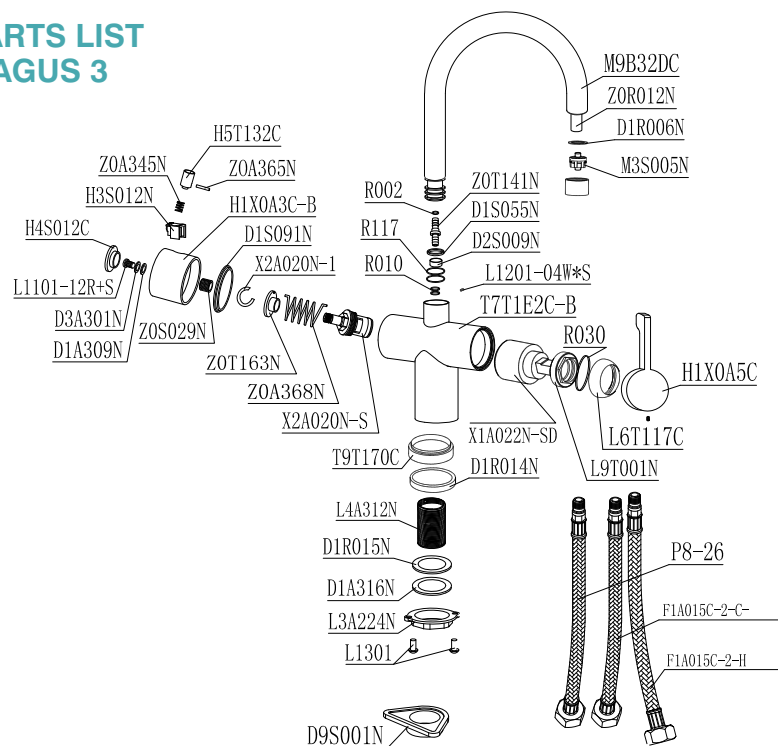 ARTS LIST
AGUS 3
M9B32DC
Z0R012N
D1R006N
M3S005N
H5T132C
Z0A345N
Z0A365N
H3S012N
H1X0A3C-B
H4S012C
D1S091N
X2A020N-1
L1101-12R+S
D3A301N
D1A309N
Z0S029N
Z0T163N
Z0A368N
X2A020N-S
R002
Z0T141N
D1S055N
R117
D2S009N
R010
L1201-04W*S
T7T1E2C-B
R030
H1X0A5C
L6T117C
X1A022N-SD
L9T001N
T9T170C
D1R014N
L4A312N
D1R015N
D1A316N
L3A224N
L1301
D9S001N
P8-26
F1A015C-2-C-
F1A015C-2-H